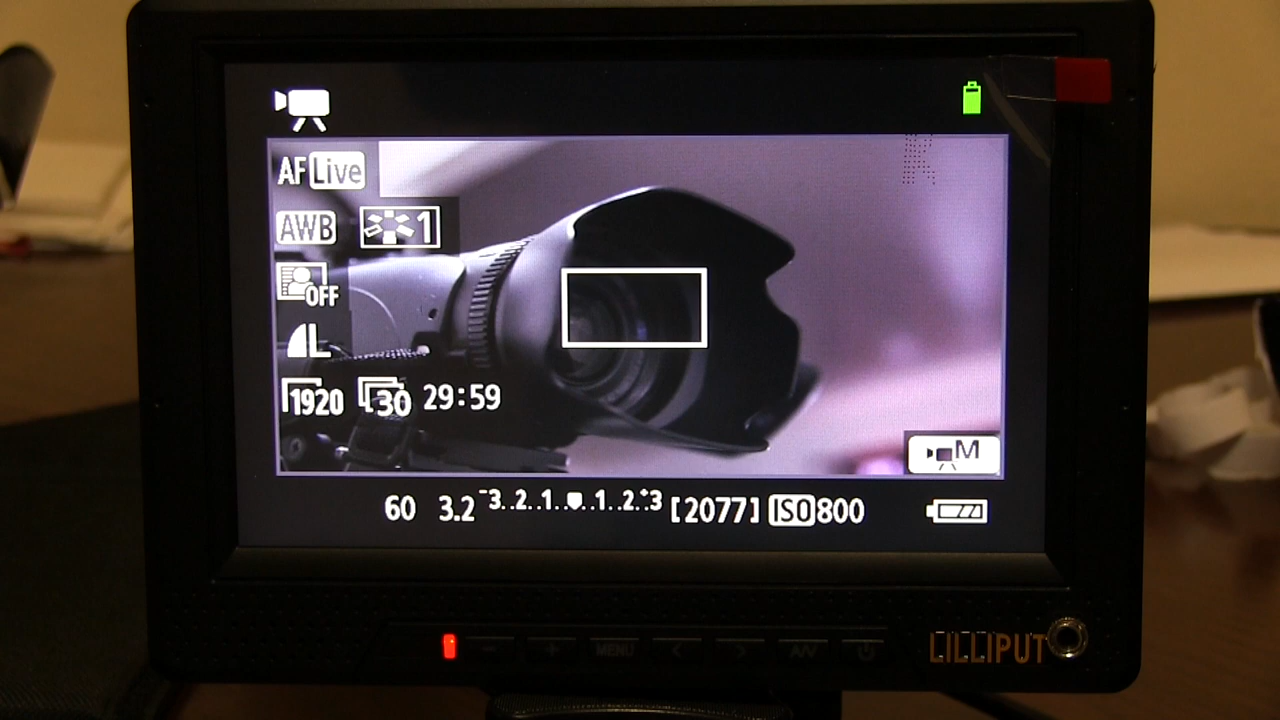 AF Live
AWB 1
OFF
L
1920 30 29:59
M
60 3.2 -3..2..1.. ..1..2..+3 [2077] ISO 800
- + MENU < > A/V
LILLIPUT